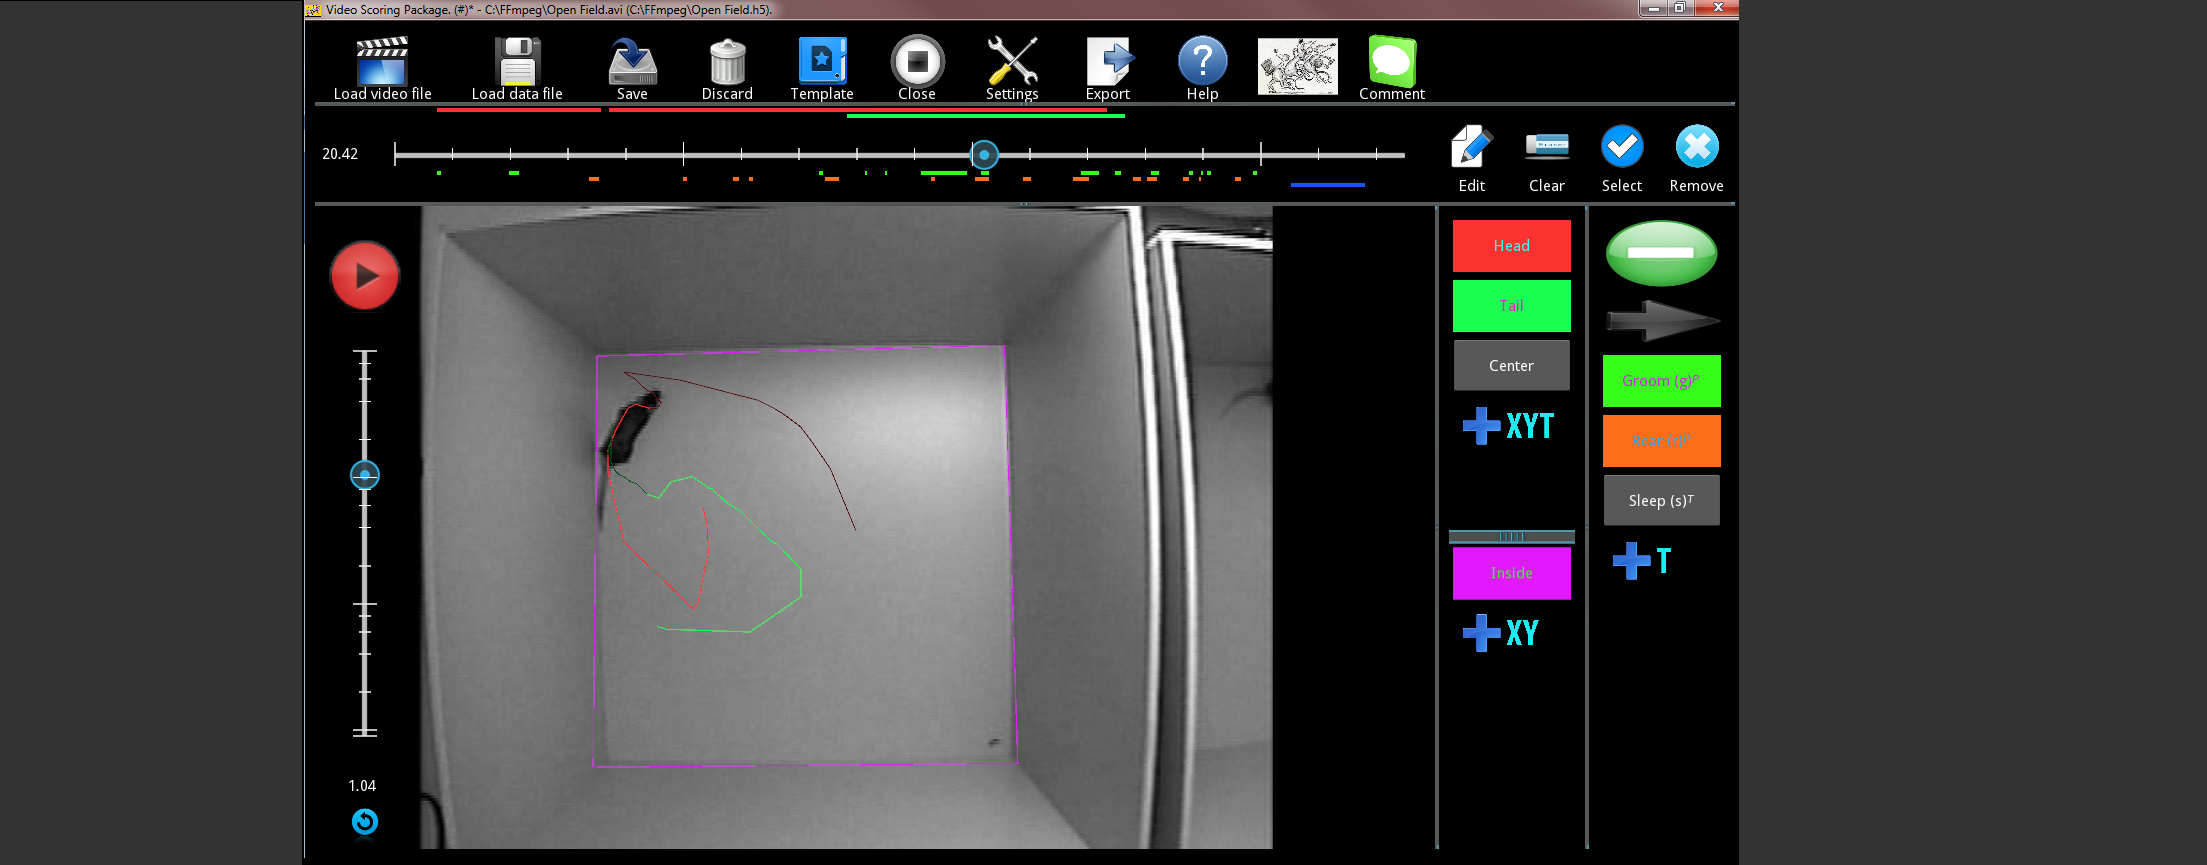 Video Scoring Package. (#)* - C:\FFmpeg\Open Field.avi (C:\FFmpeg\Open Field.h5).
Load video file
Load data file
Save
Discard
Template
Close
Settings
Export
Help
Comment
20.42
Eraser
Edit
Clear
Select
Remove
Head
Tail
Center
XYT
Inside
XY
Groom (g)ᴾ
Rear (r)ᴾ
Sleep (s)ᵀ
T
1.04